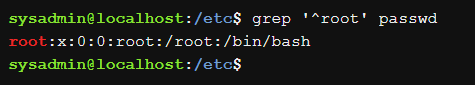 sysadmin@localhost:/etc$ grep '^root' passwd
root:x:0:0:root:/root:/bin/bash
sysadmin@localhost:/etc$